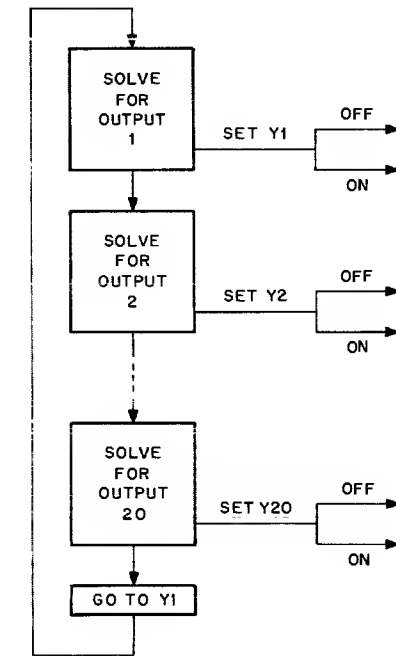 SOLVE
FOR
OUTPUT
1
SET Y1
OFF
ON
SOLVE
FOR
OUTPUT
2
SET Y2
OFF
ON
SOLVE
FOR
OUTPUT
20
SET Y20
OFF
ON
GO TO Y1